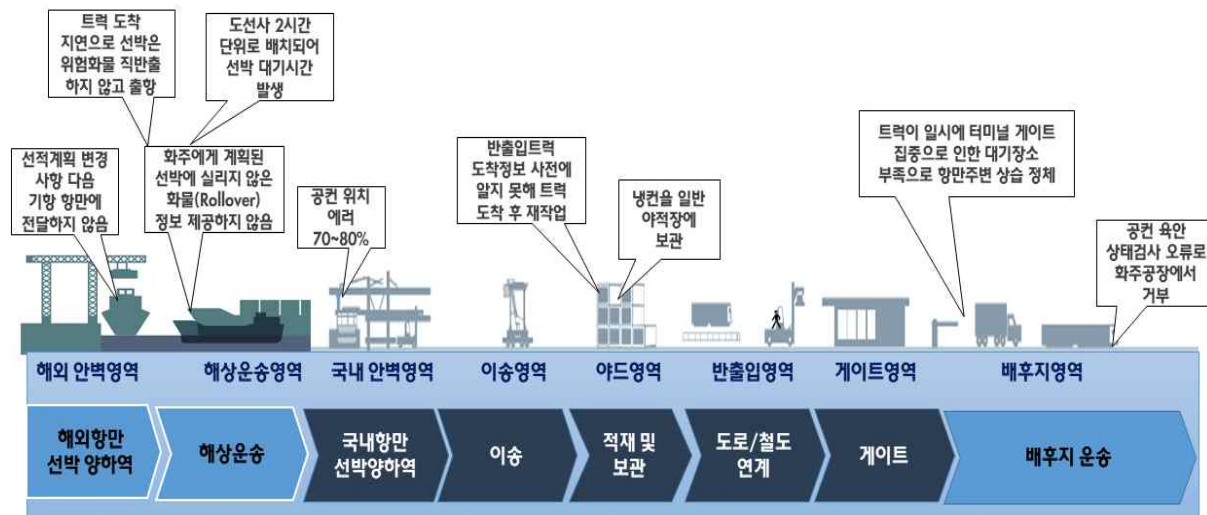 트럭 도착
지연으로 선박은
위험화물 직반출
하지 않고 출항
도선사 2시간
단위로 배치되어
선박 대기시간
발생
선적계획 변경
사항 다음
기항 항만에
전달하지 않음
화주에게 계획된
선박에 실리지 않은
화물(Rollover)
정보 제공하지 않음
공컨 위치
에러
70~80%
반출입트럭
도착정보 사전에
알지 못해 트럭
도착 후 재작업
냉컨을 일반
야적장에
보관
트럭이 일시에 터미널 게이트
집중으로 인한 대기장소
부족으로 항만주변 상습 정체
공컨 육안
상태검사 오류로
화주공장에서
거부
해외 안벽영역
해상운송영역
국내 안벽영역
이송영역
야드영역
반출입영역
게이트영역
배후지영역
해외항만
선박 양하역
해상운송
국내항만
선박양하역
이송
적재 및
보관
도로/철도
연계
게이트
배후지 운송